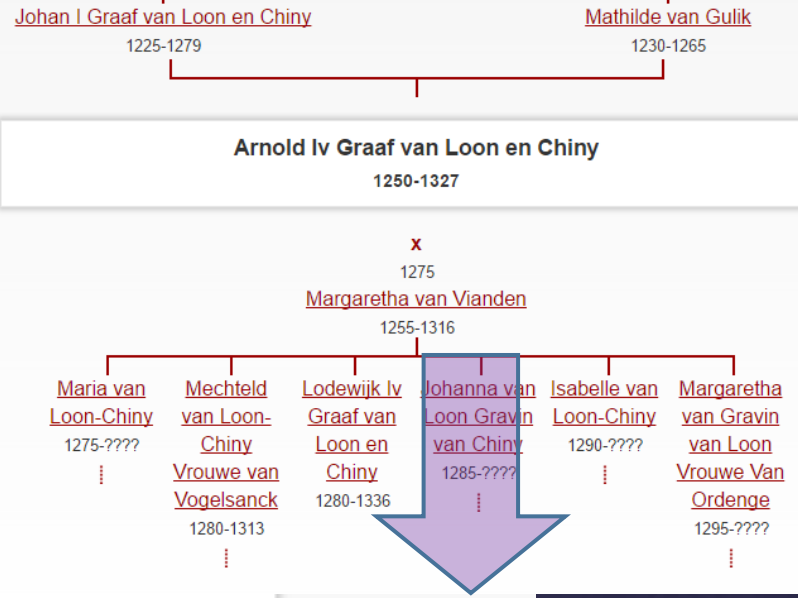 Johan I Graaf van Loon en Chiny
1225-1279
Mathilde van Gulik
1230-1265
Arnold Iv Graaf van Loon en Chiny
1250-1327
x
1275
Margaretha van Vianden
1255-1316
Maria van
Loon-Chiny
1275-????
Mechteld
van Loon-
Chiny
Vrouwe van
Vogelsanck
1280-1313
Lodewijk Iv
Graaf van
Loon en
Chiny
1280-1336
Johanna van
Loon Gravin
van Chiny
1285-????
Isabelle van
Loon-Chiny
1290-????
Margaretha
van Gravin
van Loon
Vrouwe Van
Ordenge
1295-????